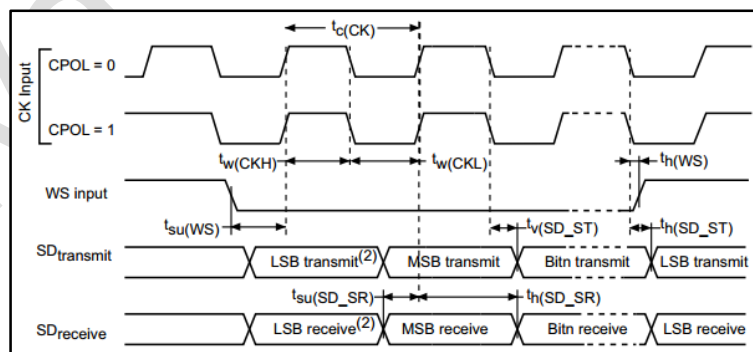 tc(CK)
CK Input
CPOL = 0
CPOL = 1
tw(CKH)
tw(CKL)
th(WS)
WS input
tsu(WS)
tv(SD_ST)
th(SD_ST)
SDtransmit
LSB transmit(2)
MSB transmit
Bitn transmit
LSB transmit
tsu(SD_SR)
th(SD_SR)
SDreceive
LSB receive(2)
MSB receive
Bitn receive
LSB receive